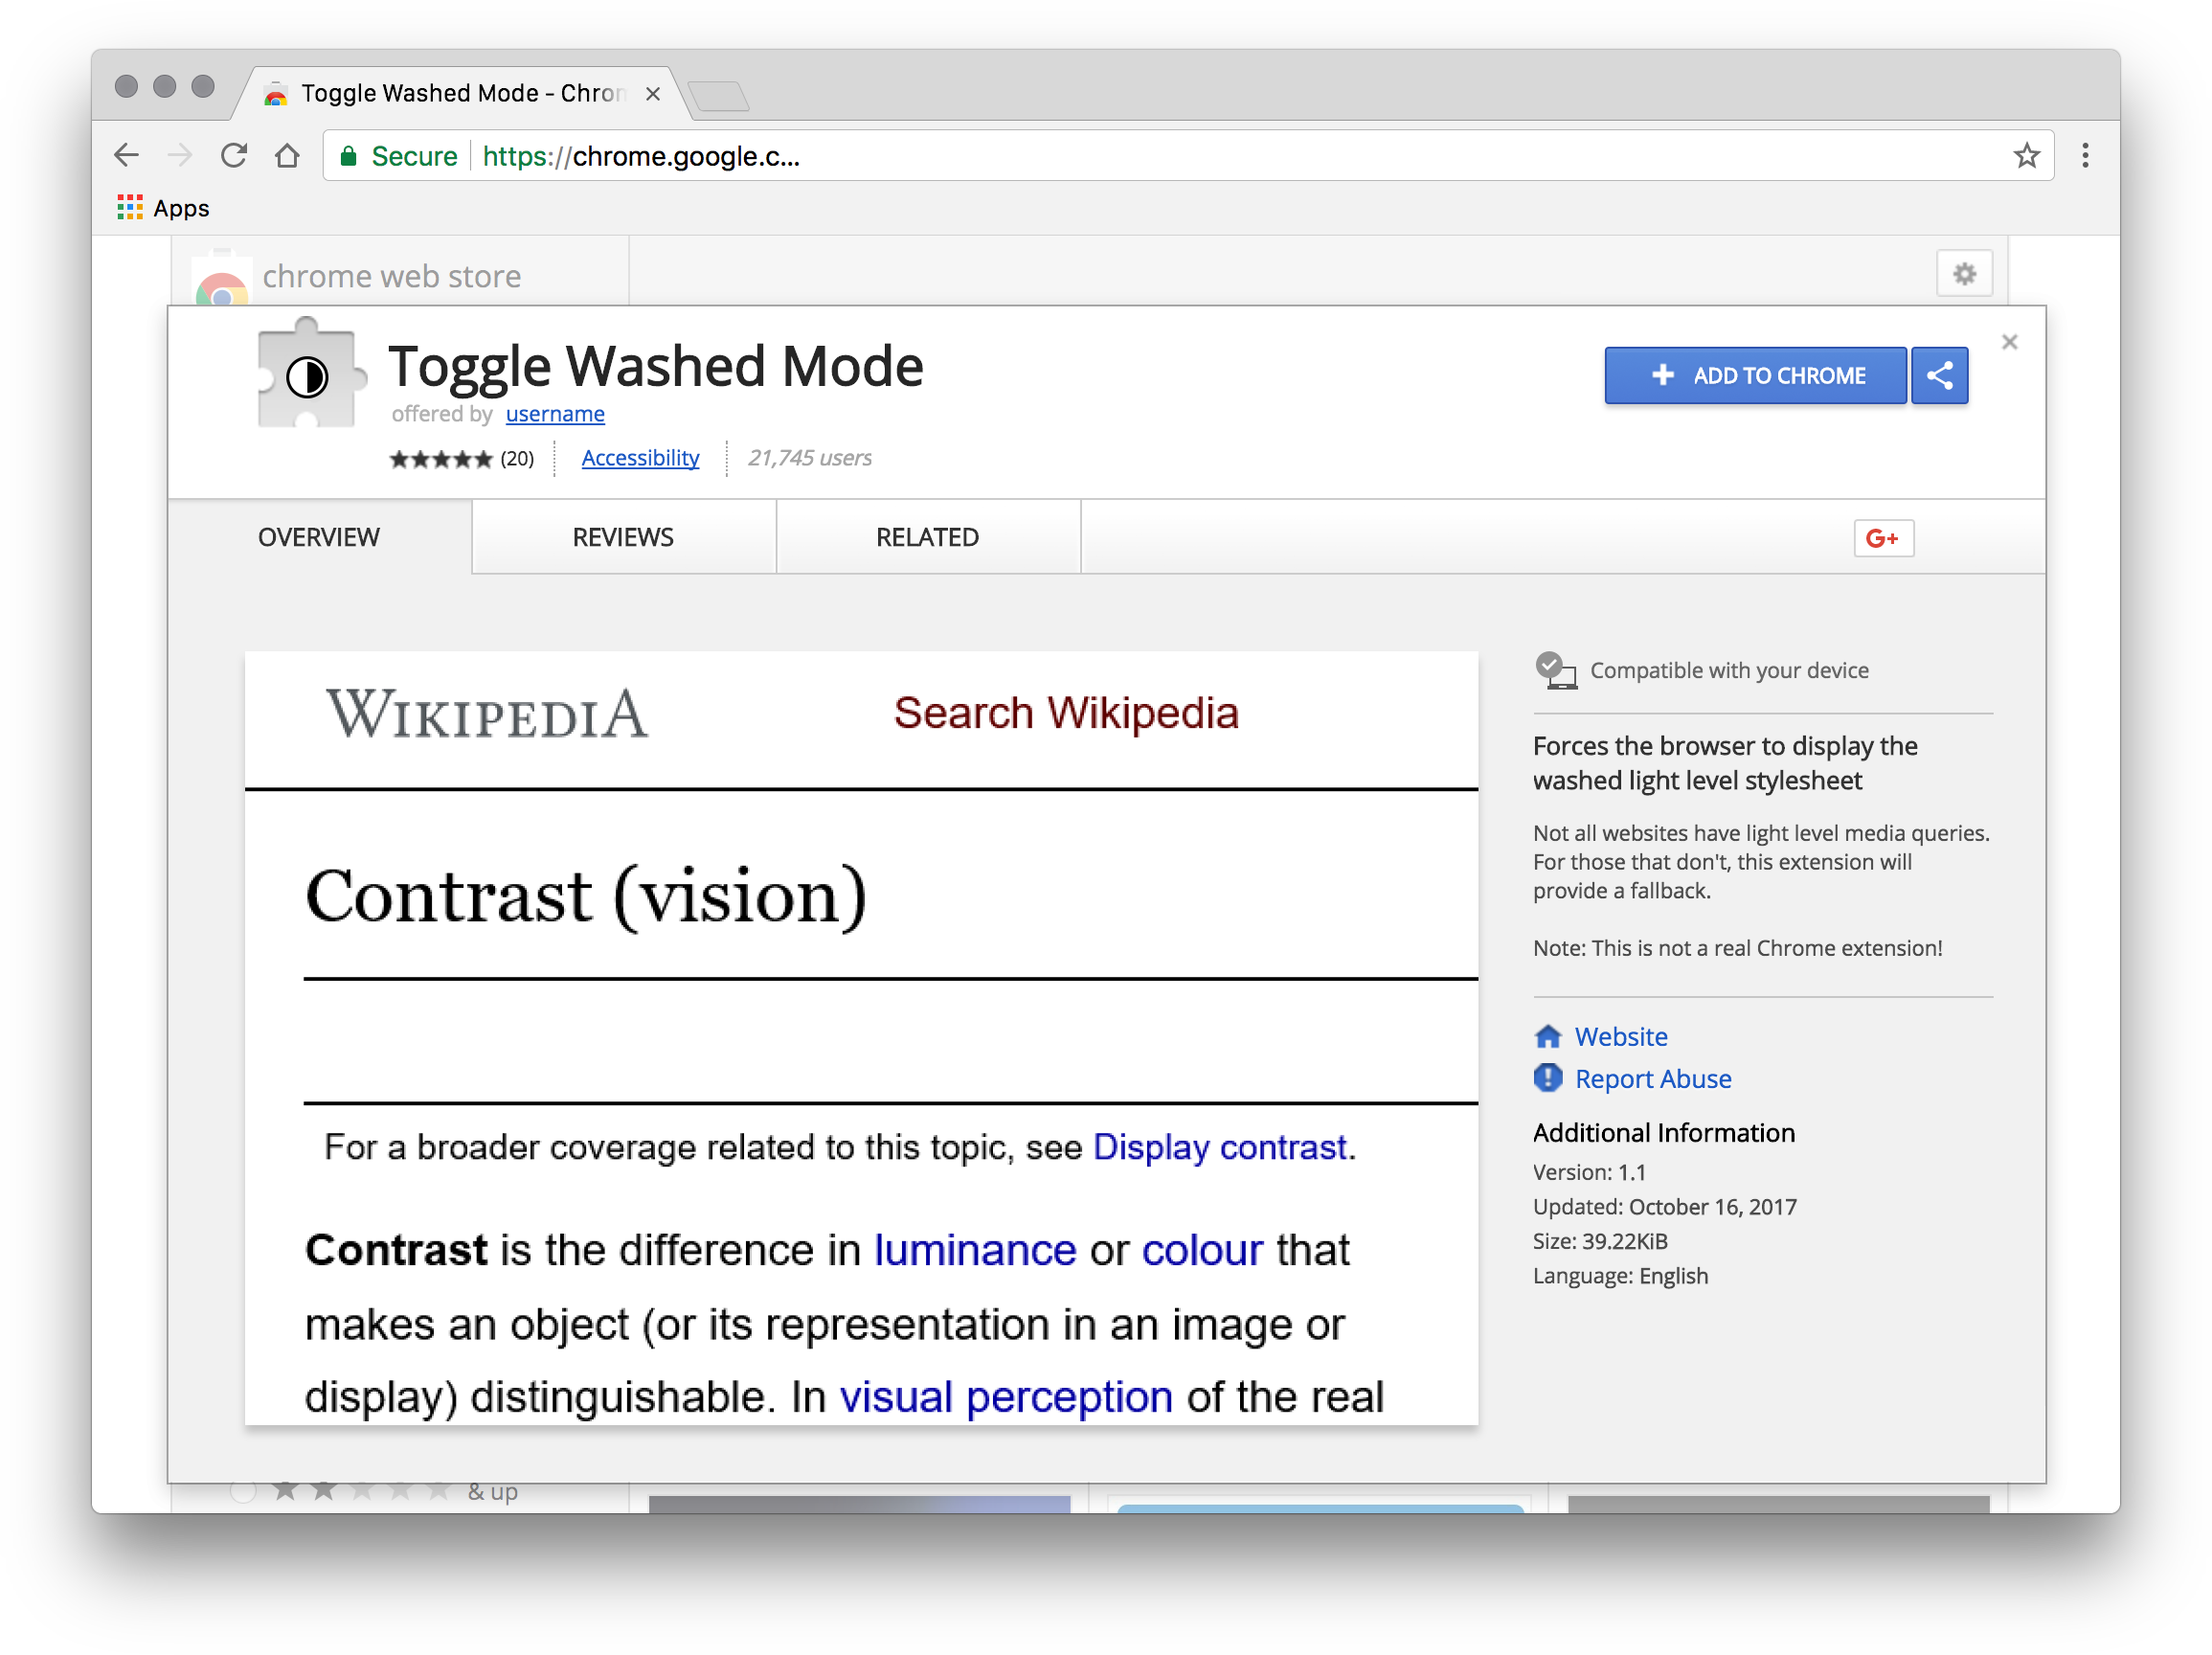 Toggle Washed Mode - Chrom
Secure https://chrome.google.c...
Apps
chrome web store
Toggle Washed Mode
offered by username
(20) Accessibility 21,745 users
ADD TO CHROME
OVERVIEW REVIEWS RELATED
G+
WIKIPEDIA Search Wikipedia
Contrast (vision)
For a broader coverage related to this topic, see Display contrast.
Contrast is the difference in luminance or colour that
makes an object (or its representation in an image or
display) distinguishable. In visual perception of the real
Compatible with your device
Forces the browser to display the
washed light level stylesheet
Not all websites have light level media queries.
For those that don't, this extension will
provide a fallback.
Note: This is not a real Chrome extension!
Website
Report Abuse
Additional Information
Version: 1.1
Updated: October 16, 2017
Size: 39.22KiB
Language: English
& up